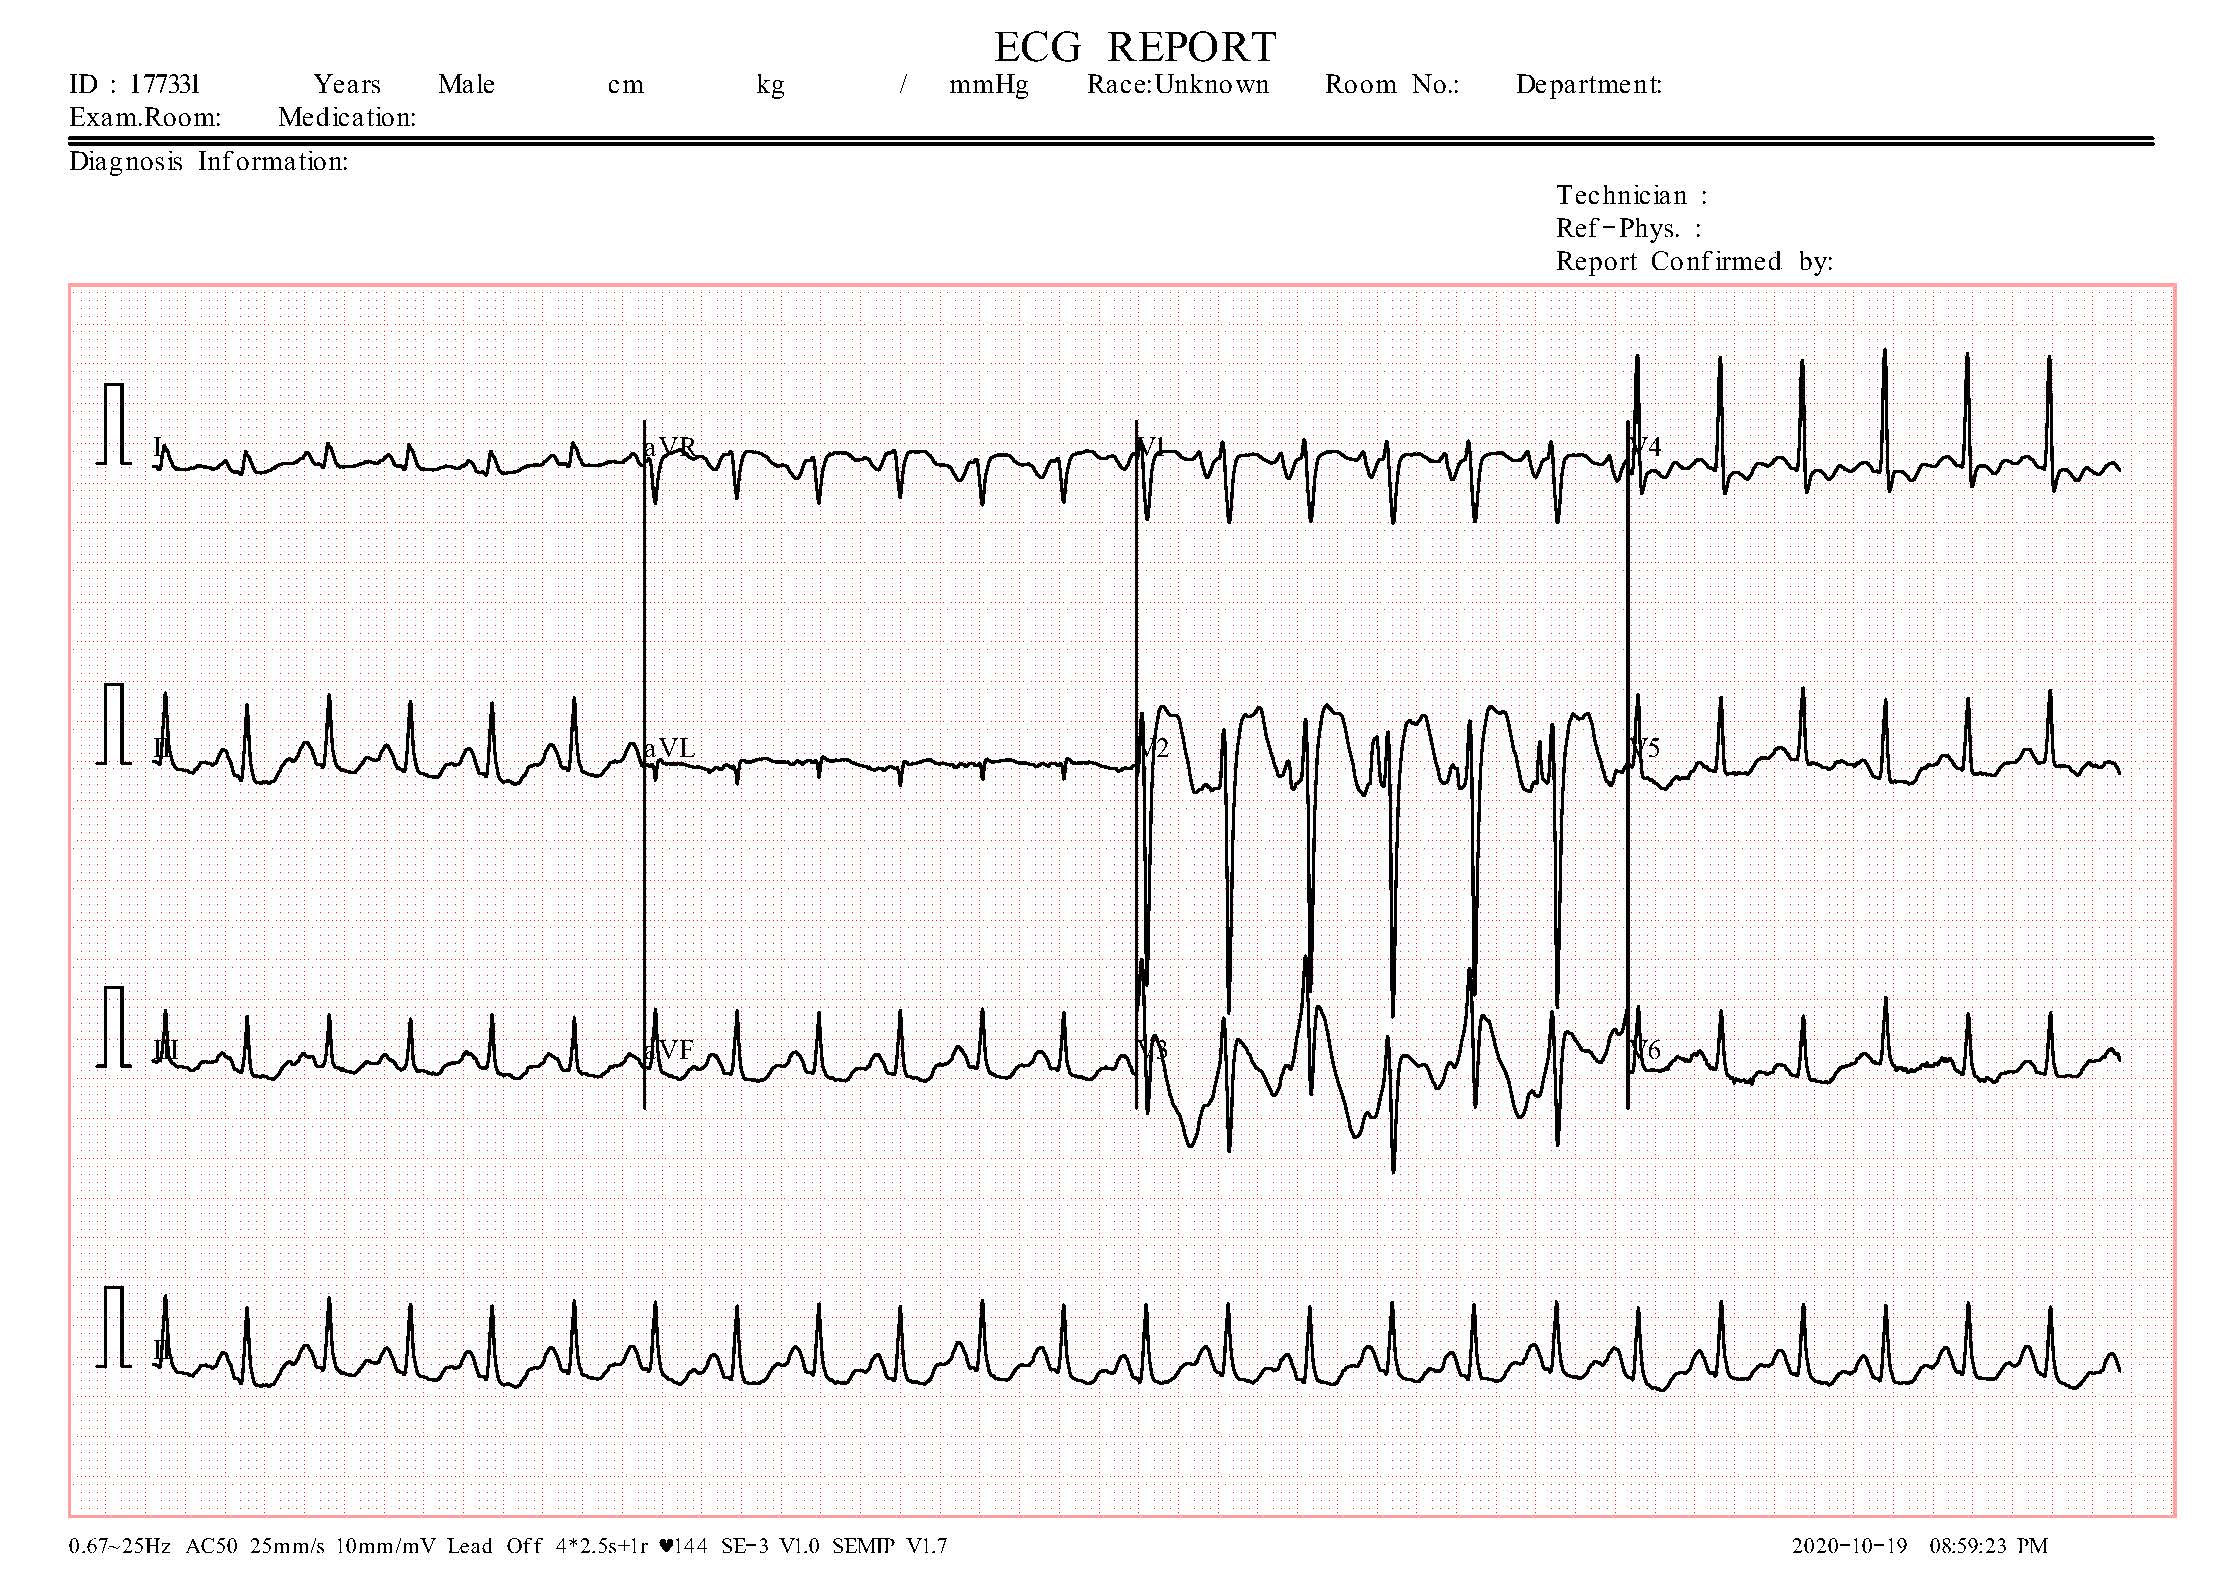 ECG REPORT
ID : 177331 Years Male cm kg / mmHg Race:Unknown Room No.: Department:
Exam.Room: Medication:
Diagnosis Information:
Technician :
Ref-Phys. :
Report Confirmed by:
I aVR V1 V4
II aVL V2 V5
III aVF V3 V6
II
0.67~25Hz AC50 25mm/s 10mm/mV Lead Off 4*2.5s+1r ♥144 SE-3 V1.0 SEMIP V1.7 2020-10-19 08:59:23 PM